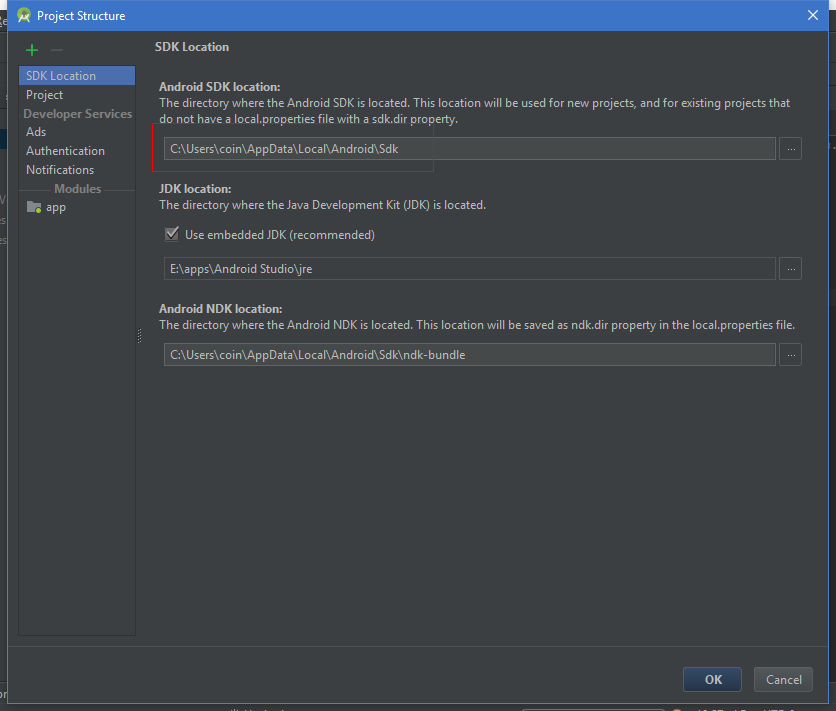 Project Structure
SDK Location
Project
Developer Services
Ads
Authentication
Notifications
Modules
app
SDK Location
Android SDK location:
The directory where the Android SDK is located. This location will be used for new projects, and for existing projects that
do not have a local.properties file with a sdk.dir property.
C:\Users\coin\AppData\Local\Android\Sdk
...
JDK location:
The directory where the Java Development Kit (JDK) is located.
Use embedded JDK (recommended)
E:\apps\Android Studio\jre
...
Android NDK location:
The directory where the Android NDK is located. This location will be saved as ndk.dir property in the local.properties file.
C:\Users\coin\AppData\Local\Android\Sdk\ndk-bundle
...
OK
Cancel